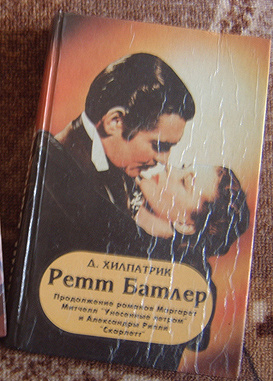 Д. ХИЛПАТРИК
Ретт Батлер
Продолжение романов Маргарет
Митчелл "Унесенные ветром"
и Александры Рипли
"Скарлетт"